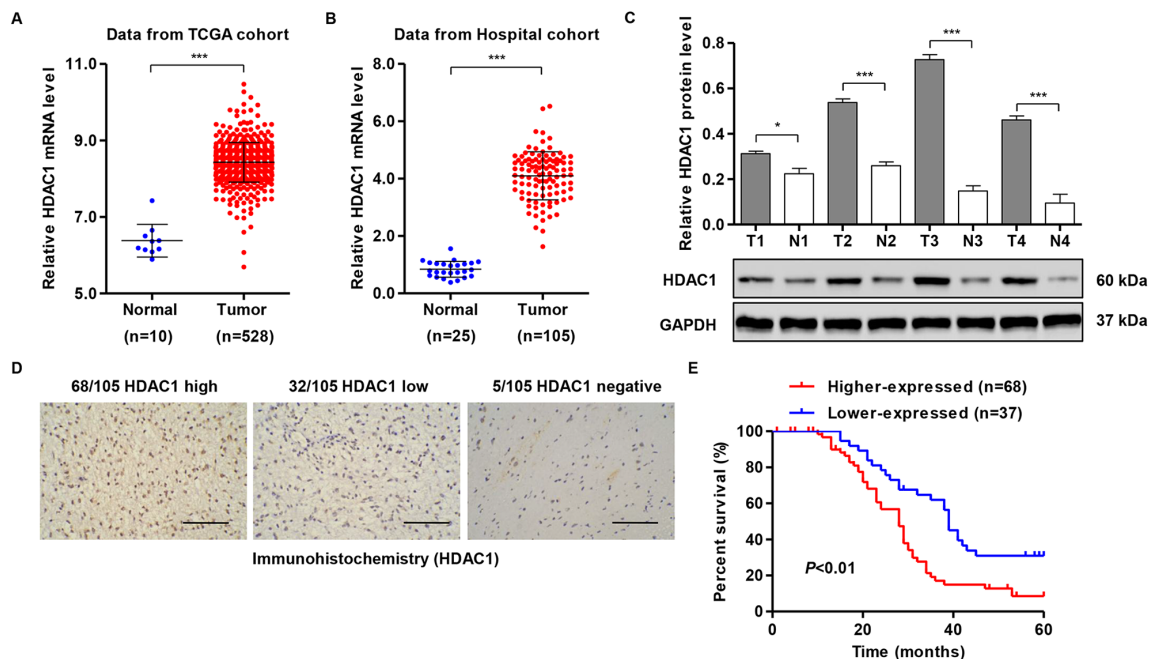 A
Data from TCGA cohort
***
Relative HDAC1 mRNA level
11.0
9.0
7.0
5.0
Normal
Tumor
(n=10)
(n=528)
B
Data from Hospital cohort
***
Relative HDAC1 mRNA level
8.0
6.0
4.0
2.0
0.0
Normal
Tumor
(n=25)
(n=105)
C
Relative HDAC1 protein level
0.8
0.6
0.4
0.2
0.0
*
***
***
***
T1 N1 T2 N2 T3 N3 T4 N4
HDAC1
60 kDa
GAPDH
37 kDa
D
68/105 HDAC1 high
32/105 HDAC1 low
5/105 HDAC1 negative
Immunohistochemistry (HDAC1)
E
Higher-expressed (n=68)
Lower-expressed (n=37)
Percent survival (%)
100
80
60
40
20
0
P<0.01
0 20 40 60
Time (months)